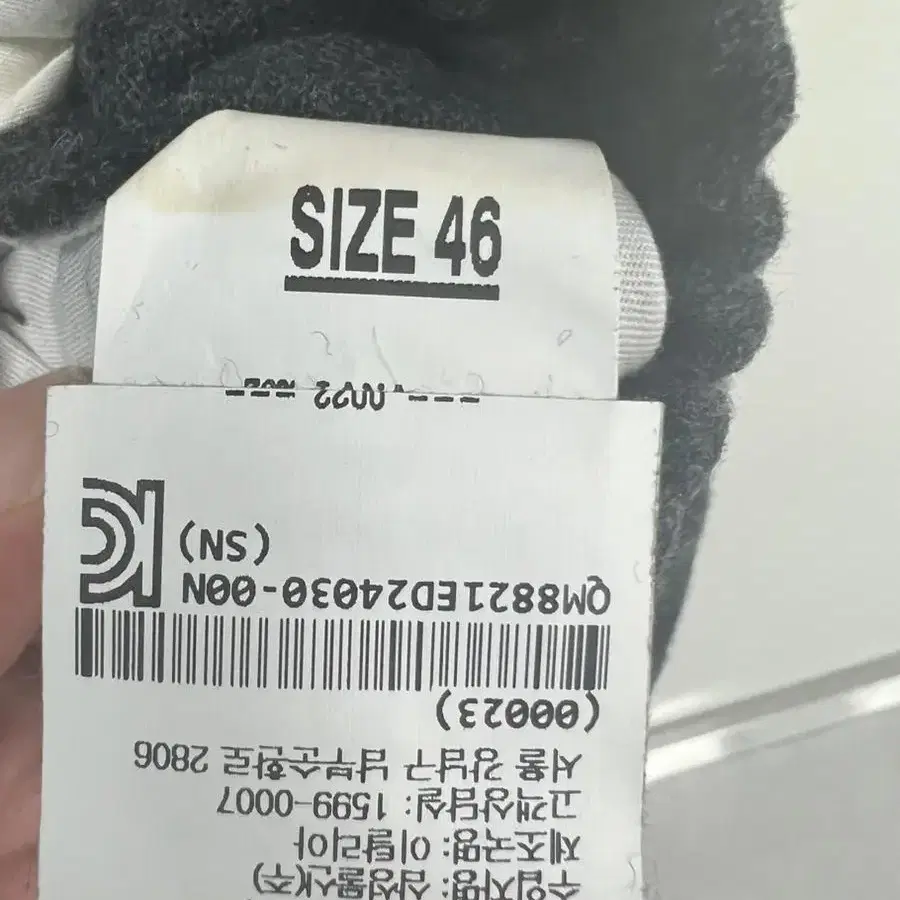 SIZE 46
수입자명: 삼성물산(주)
제조국명: 이탈리아
고객상담실: 1599-0007
서울 강남구 남부순환로 2806
(00023)
QM8821ED24030-00N
(SN)